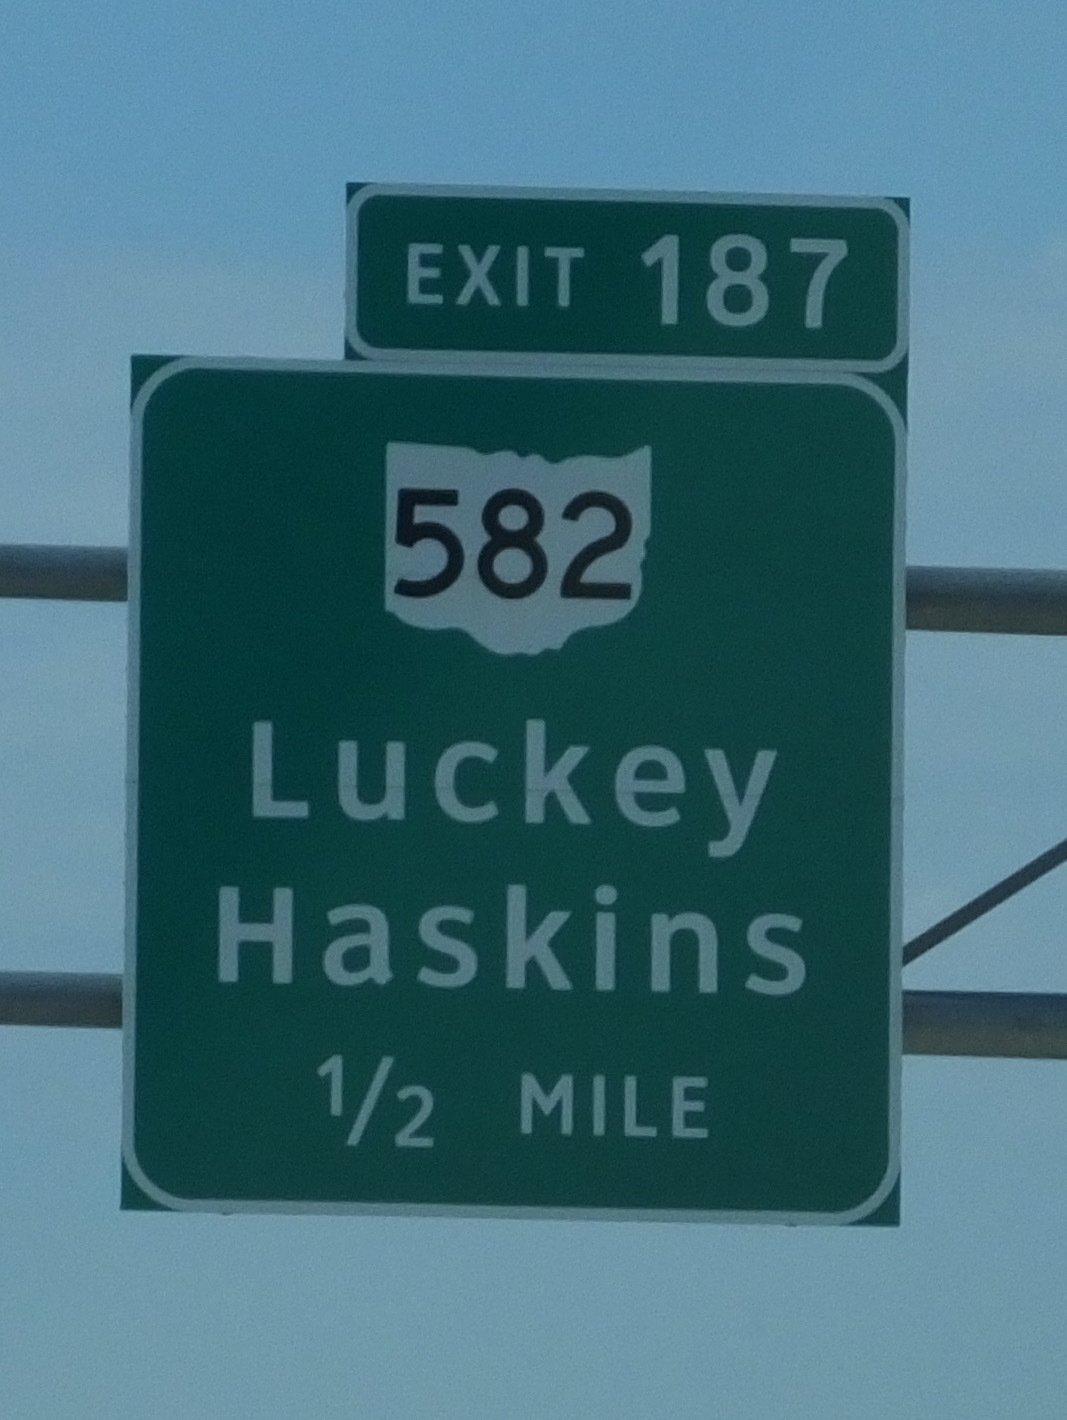 EXIT 187
582
Luckey
Haskins
1/2 MILE